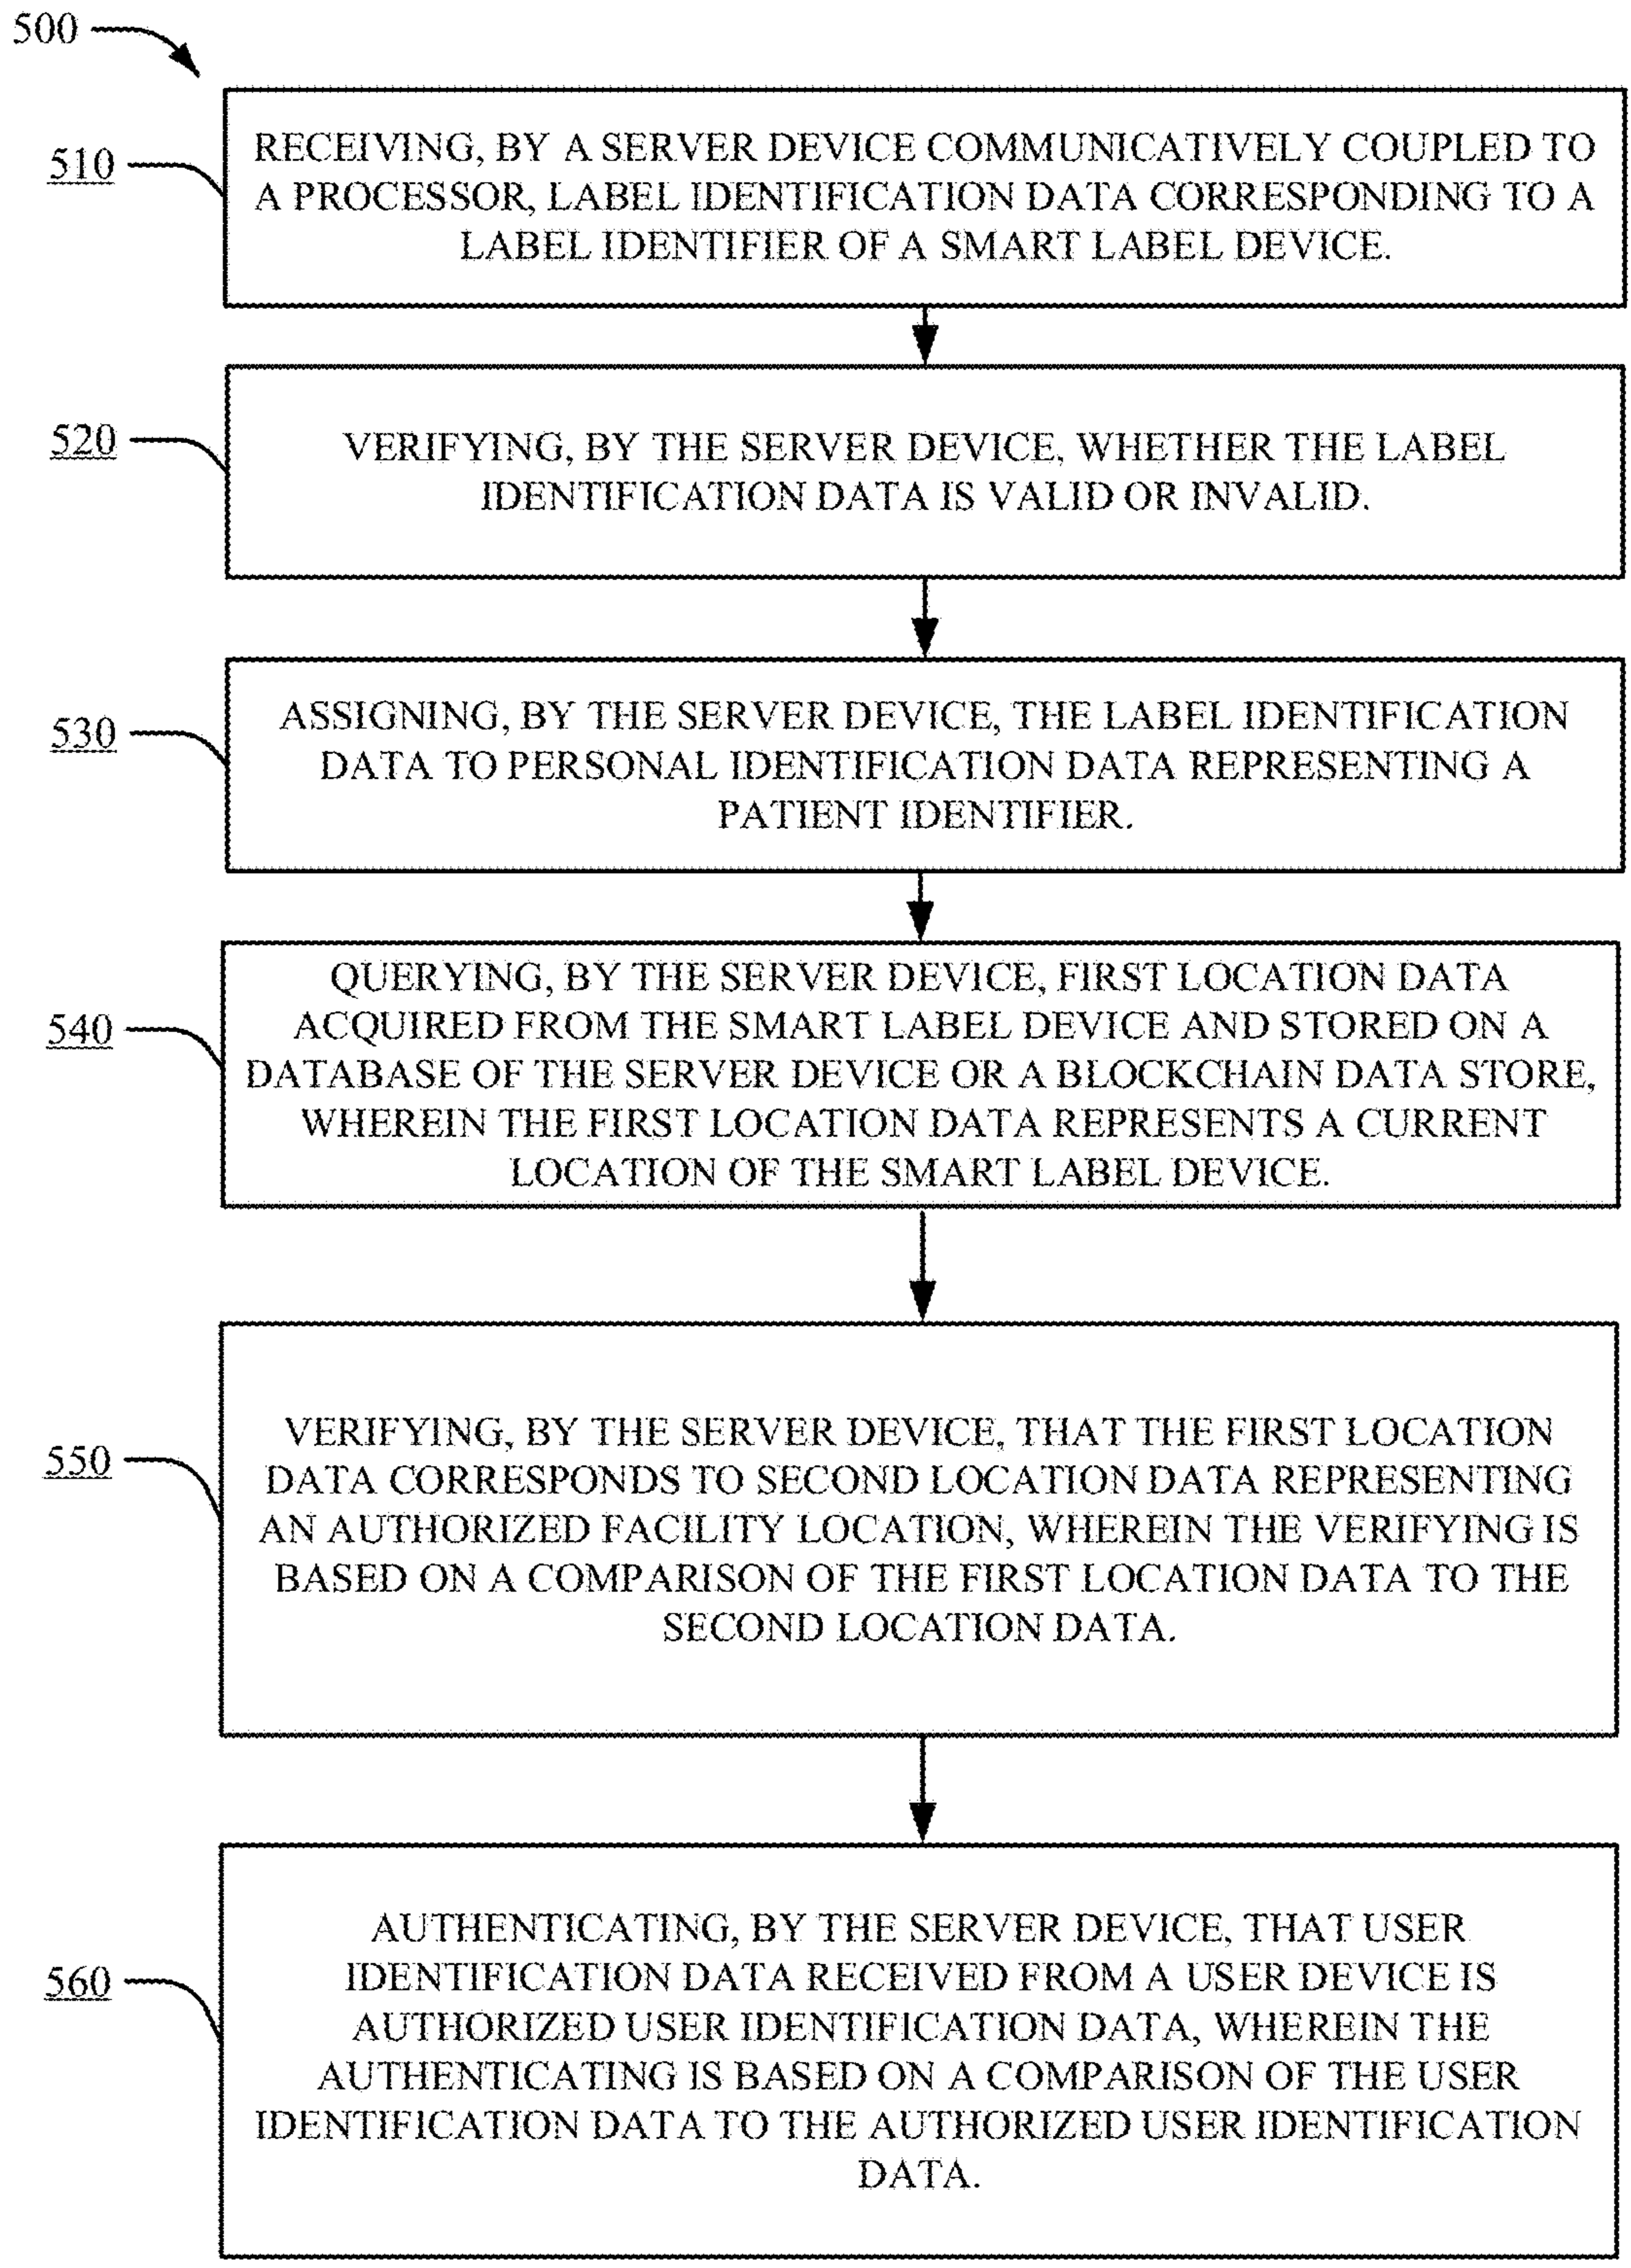 500
510
RECEIVING, BY A SERVER DEVICE COMMUNICATIVELY COUPLED TO
A PROCESSOR, LABEL IDENTIFICATION DATA CORRESPONDING TO A
LABEL IDENTIFIER OF A SMART LABEL DEVICE.
520
VERIFYING, BY THE SERVER DEVICE, WHETHER THE LABEL
IDENTIFICATION DATA IS VALID OR INVALID.
530
ASSIGNING, BY THE SERVER DEVICE, THE LABEL IDENTIFICATION
DATA TO PERSONAL IDENTIFICATION DATA REPRESENTING A
PATIENT IDENTIFIER.
540
QUERYING, BY THE SERVER DEVICE, FIRST LOCATION DATA
ACQUIRED FROM THE SMART LABEL DEVICE AND STORED ON A
DATABASE OF THE SERVER DEVICE OR A BLOCKCHAIN DATA STORE,
WHEREIN THE FIRST LOCATION DATA REPRESENTS A CURRENT
LOCATION OF THE SMART LABEL DEVICE.
550
VERIFYING, BY THE SERVER DEVICE, THAT THE FIRST LOCATION
DATA CORRESPONDS TO SECOND LOCATION DATA REPRESENTING
AN AUTHORIZED FACILITY LOCATION, WHEREIN THE VERIFYING IS
BASED ON A COMPARISON OF THE FIRST LOCATION DATA TO THE
SECOND LOCATION DATA.
560
AUTHENTICATING, BY THE SERVER DEVICE, THAT USER
IDENTIFICATION DATA RECEIVED FROM A USER DEVICE IS
AUTHORIZED USER IDENTIFICATION DATA, WHEREIN THE
AUTHENTICATING IS BASED ON A COMPARISON OF THE USER
IDENTIFICATION DATA TO THE AUTHORIZED USER IDENTIFICATION
DATA.